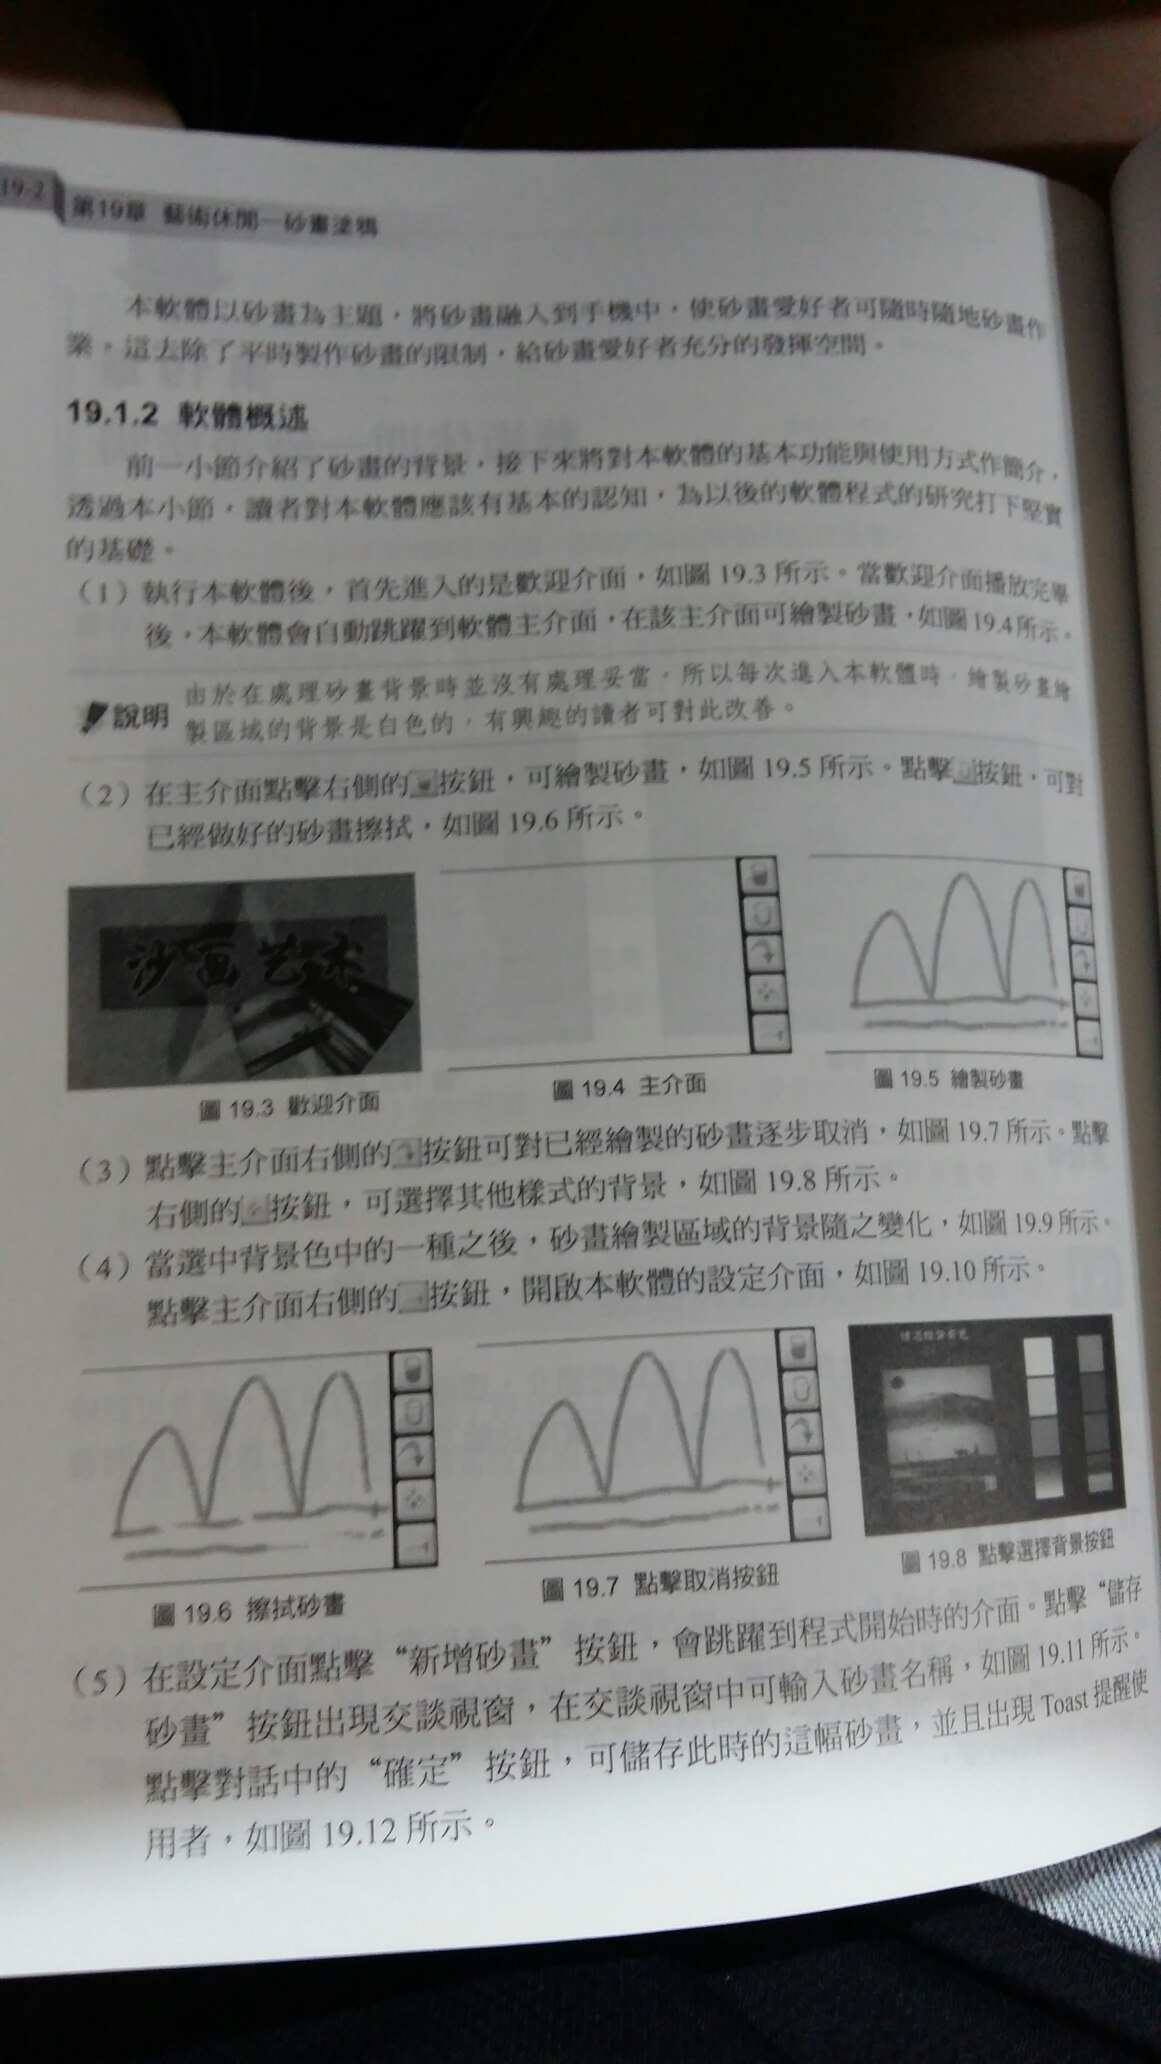 19-2
第19章 藝術休閒—砂畫塗鴉
本軟體以砂畫為主題，將砂畫融入到手機中，使砂畫愛好者可隨時隨地砂畫作
業。這去除了平時製作砂畫的限制，給砂畫愛好者充分的發揮空間。
19.1.2 軟體概述
前一小節介紹了砂畫的背景，接下來將對本軟體的基本功能與使用方式作簡介，
透過本小節，讀者對本軟體應該有基本的認知，為以後的軟體程式的研究打下堅實
的基礎。
（1）執行本軟體後，首先進入的是歡迎介面，如圖 19.3 所示。當歡迎介面播放完畢
後，本軟體會自動跳躍到軟體主介面，在該主介面可繪製砂畫，如圖 19.4 所示。
說明
由於在處理砂畫背景時並沒有處理妥當，所以每次進入本軟體時，繪製砂畫繪
製區域的背景是白色的，有興趣的讀者可對此改善。
（2）在主介面點擊右側的按鈕，可繪製砂畫，如圖 19.5 所示。點擊按鈕，可對
已經做好的砂畫擦拭，如圖 19.6 所示。
沙画艺术
圖 19.3 歡迎介面
圖 19.4 主介面
圖 19.5 繪製砂畫
（3）點擊主介面右側的按鈕可對已經繪製的砂畫逐步取消，如圖 19.7 所示。點擊
右側的按鈕，可選擇其他樣式的背景，如圖 19.8 所示。
（4）當選中背景色中的一種之後，砂畫繪製區域的背景隨之變化，如圖 19.9 所示。
點擊主介面右側的按鈕，開啟本軟體的設定介面，如圖 19.10 所示。
圖 19.6 擦拭砂畫
圖 19.7 點擊取消按鈕
圖 19.8 點擊選擇背景按鈕
（5）在設定介面點擊“新增砂畫”按鈕，會跳躍到程式開始時的介面。點擊“儲存
砂畫”按鈕出現交談視窗，在交談視窗中可輸入砂畫名稱，如圖 19.11 所示。
點擊對話中的“確定”按鈕，可儲存此時的這幅砂畫，並且出現 Toast 提醒使
用者，如圖 19.12 所示。